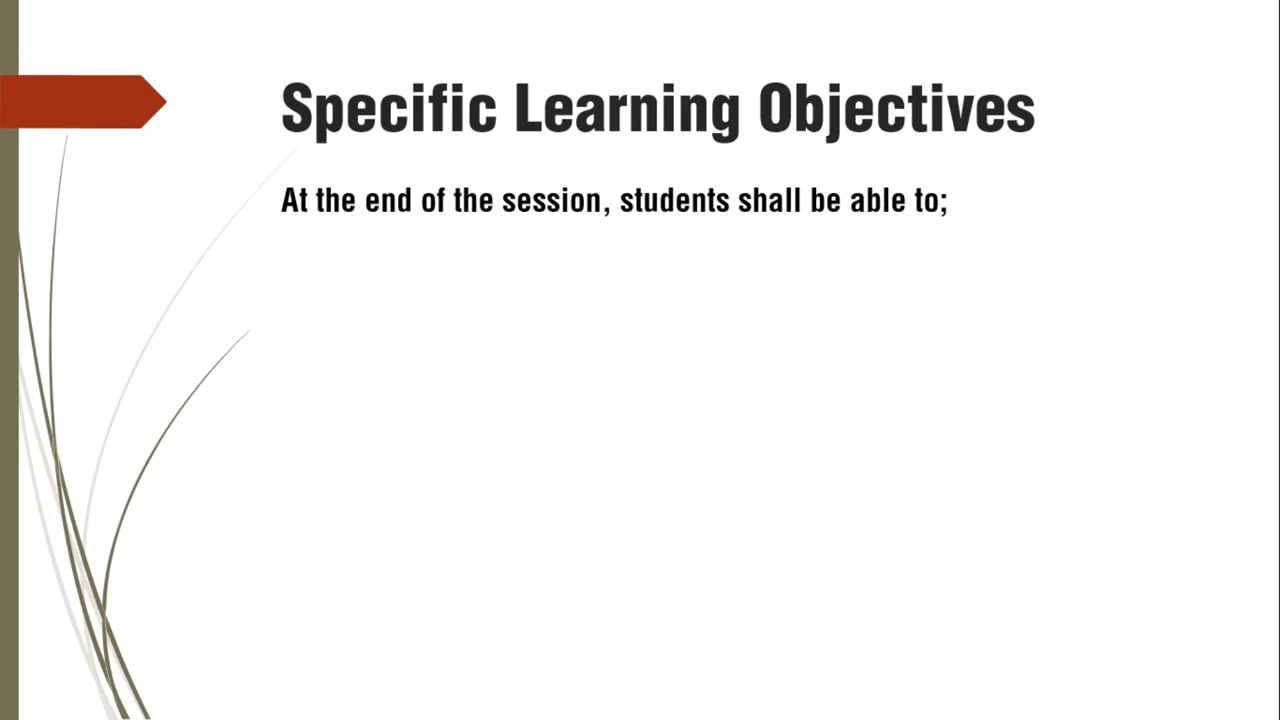 Specific Learning Objectives
At the end of the session, students shall be able to;